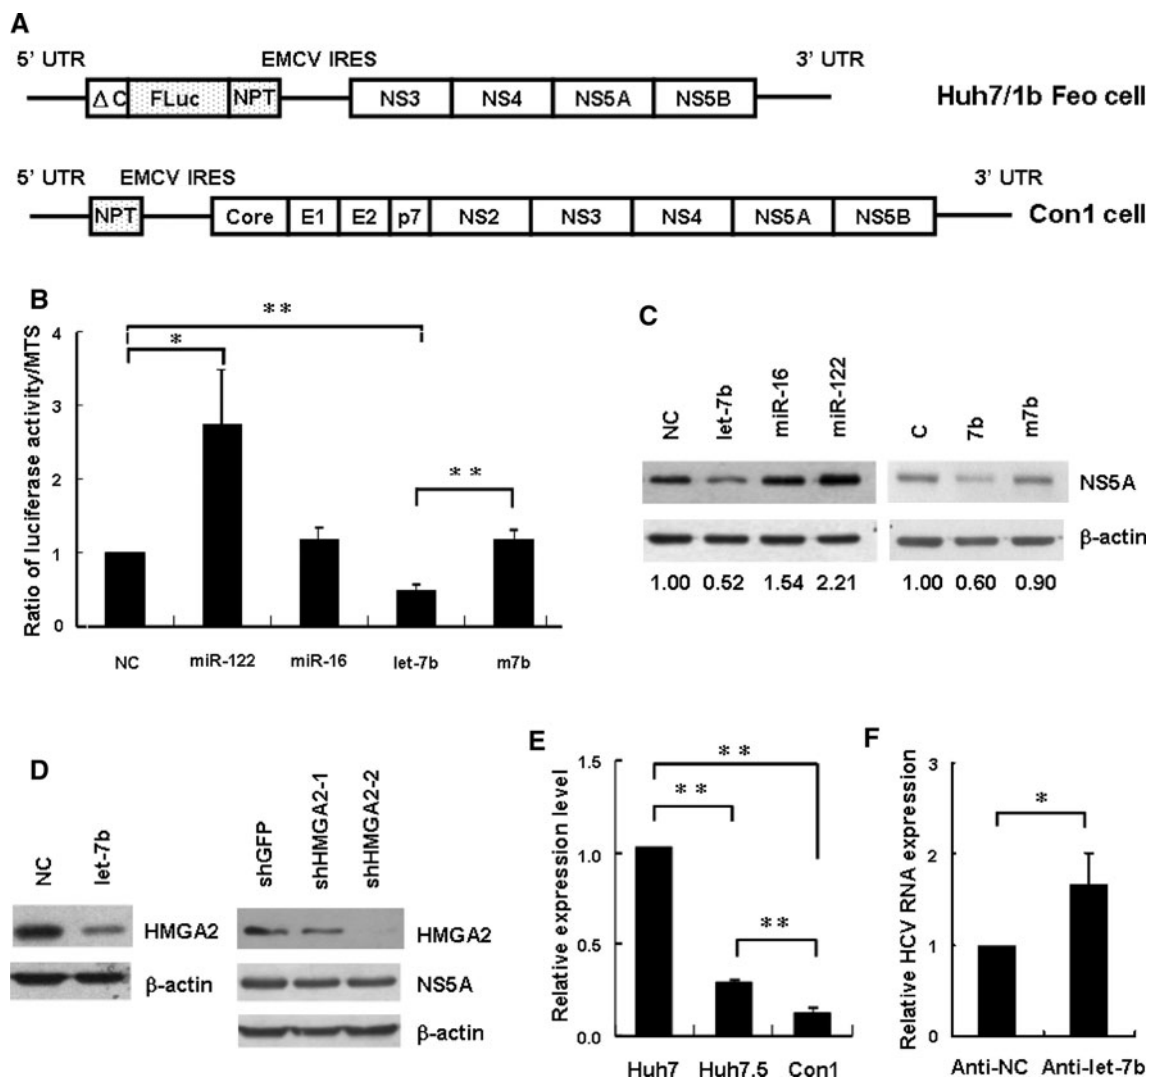 A
5' UTR EMCV IRES 3' UTR
Δ C FLuc NPT NS3 NS4 NS5A NS5B
Huh7/1b Feo cell
5' UTR EMCV IRES 3' UTR
NPT Core E1 E2 p7 NS2 NS3 NS4 NS5A NS5B
Con1 cell
B
Ratio of luciferase activity/MTS
4
3
2
1
0
* *
*
* *
NC miR-122 miR-16 let-7b m7b
C
NC let-7b miR-16 miR-122 C 7b m7b
NS5A
β-actin
1.00 0.52 1.54 2.21 1.00 0.60 0.90
D
NC let-7b
HMGA2
β-actin
shGFP shHMGA2-1 shHMGA2-2
HMGA2
NS5A
β-actin
E
Relative expression level
1.5
1.0
0.5
0.0
* *
* *
* *
Huh7 Huh7.5 Con1
F
Relative HCV RNA expression
3
2
1
0
*
Anti-NC Anti-let-7b